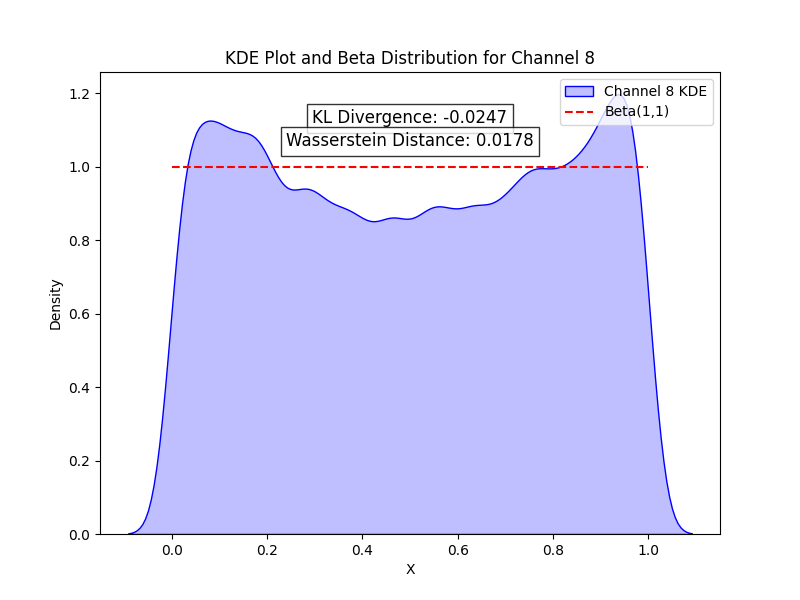 KDE Plot and Beta Distribution for Channel 8
Channel 8 KDE
Beta(1,1)
KL Divergence: -0.0247
Wasserstein Distance: 0.0178
Density
1.2
1.0
0.8
0.6
0.4
0.2
0.0
0.0 0.2 0.4 0.6 0.8 1.0
X